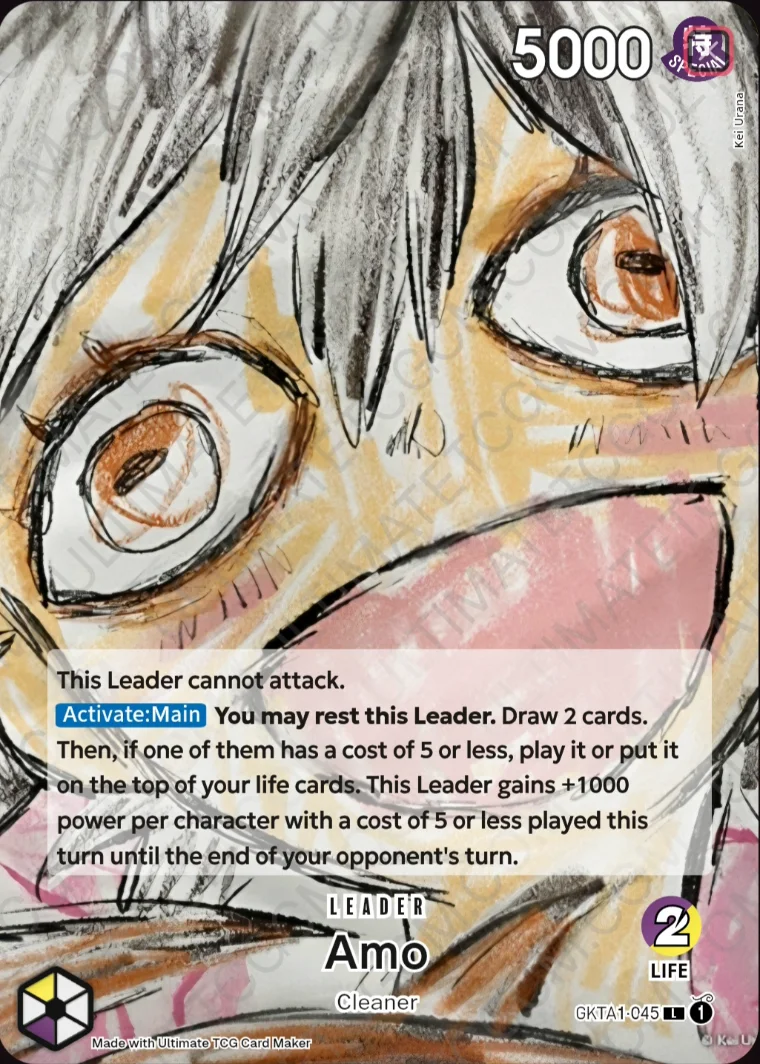 5000
SPECIAL
Kei Urana
This Leader cannot attack.
Activate:Main You may rest this Leader. Draw 2 cards.
Then, if one of them has a cost of 5 or less, play it or put it
on the top of your life cards. This Leader gains +1000
power per character with a cost of 5 or less played this
turn until the end of your opponent's turn.
LEADER
Amo
2
LIFE
Cleaner
GKTA1-045 L 1
Made with Ultimate TCG Card Maker